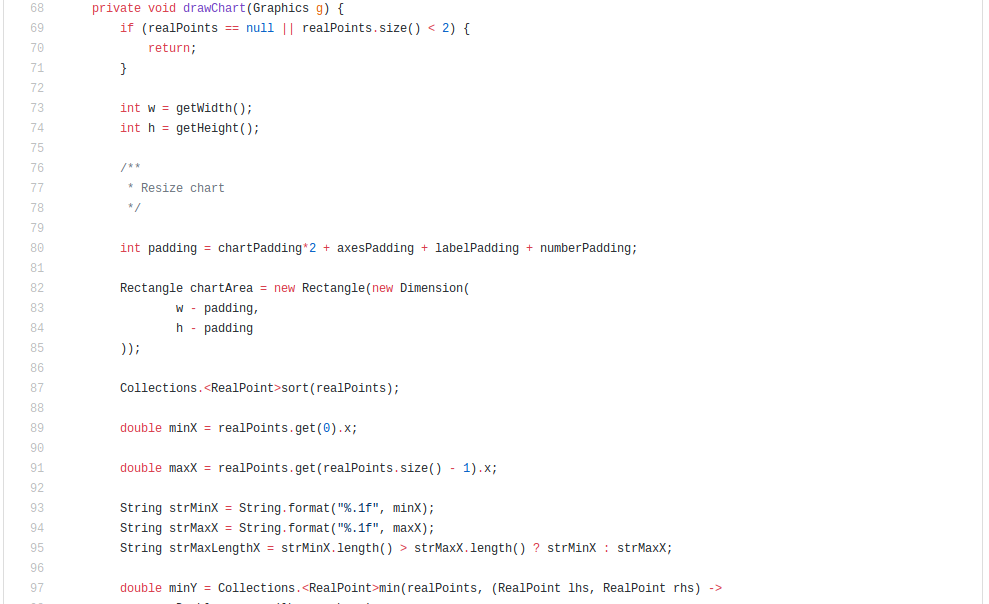 68 private void drawChart(Graphics g) {
69 if (realPoints == null || realPoints.size() < 2) {
70 return;
71 }
72
73 int w = getWidth();
74 int h = getHeight();
75
76 /**
77 * Resize chart
78 */
79
80 int padding = chartPadding*2 + axesPadding + labelPadding + numberPadding;
81
82 Rectangle chartArea = new Rectangle(new Dimension(
83 w - padding,
84 h - padding
85 ));
86
87 Collections.<RealPoint>sort(realPoints);
88
89 double minX = realPoints.get(0).x;
90
91 double maxX = realPoints.get(realPoints.size() - 1).x;
92
93 String strMinX = String.format("%.1f", minX);
94 String strMaxX = String.format("%.1f", maxX);
95 String strMaxLengthX = strMinX.length() > strMaxX.length() ? strMinX : strMaxX;
96
97 double minY = Collections.<RealPoint>min(realPoints, (RealPoint lhs, RealPoint rhs) ->